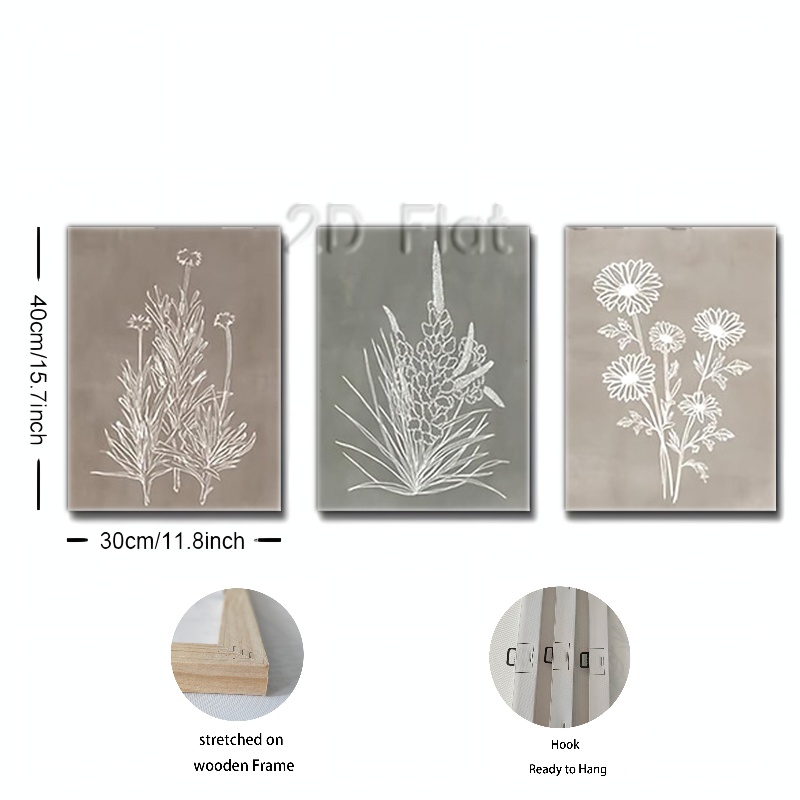 2D Flat
40cm/15.7inch
30cm/11.8inch
stretched on
wooden Frame
Hook
Ready to Hang